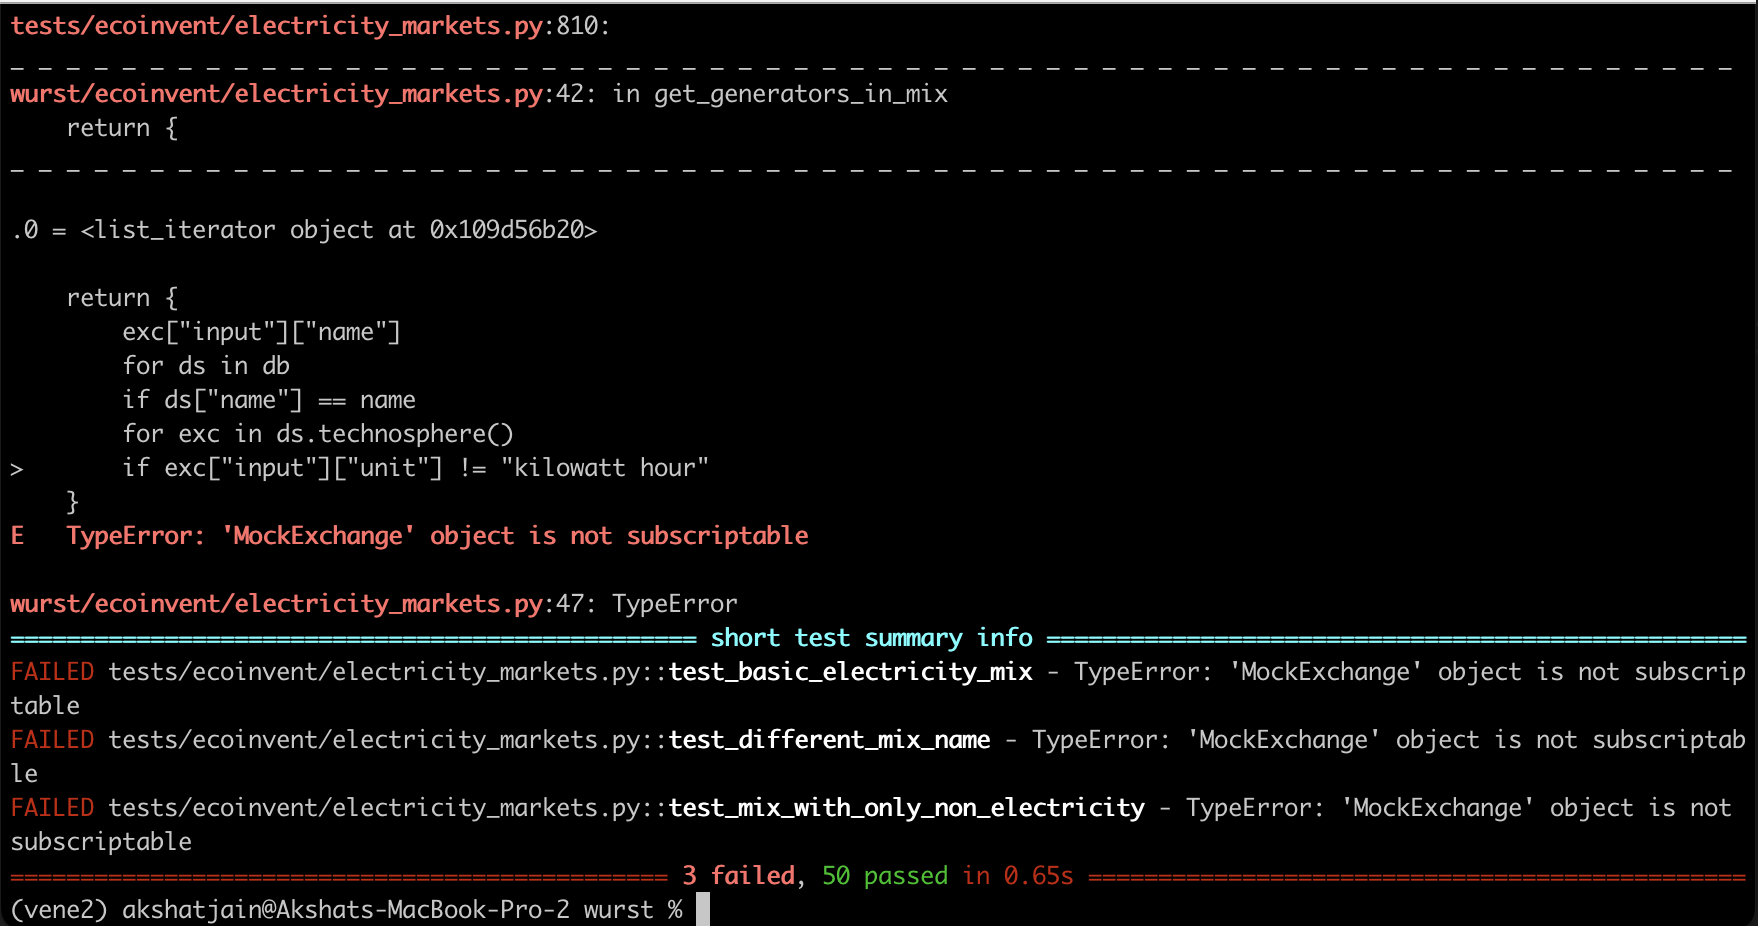 tests/ecoinvent/electricity_markets.py:810:
_ _ _ _ _ _ _ _ _ _ _ _ _ _ _ _ _ _ _ _ _ _ _ _ _ _ _ _ _ _ _ _ _ _ _ _ _ _ _ _ _ _ _ _ _ _ _ _ _ _ _ _ _ _ _ _ _ _ _ _ _ _
wurst/ecoinvent/electricity_markets.py:42: in get_generators_in_mix
    return {
_ _ _ _ _ _ _ _ _ _ _ _ _ _ _ _ _ _ _ _ _ _ _ _ _ _ _ _ _ _ _ _ _ _ _ _ _ _ _ _ _ _ _ _ _ _ _ _ _ _ _ _ _ _ _ _ _ _ _ _ _ _
.0 = <list_iterator object at 0x109d56b20>
    return {
        exc["input"]["name"]
        for ds in db
        if ds["name"] == name
        for exc in ds.technosphere()
>       if exc["input"]["unit"] != "kilowatt hour"
    }
E   TypeError: 'MockExchange' object is not subscriptable
wurst/ecoinvent/electricity_markets.py:47: TypeError
================================================= short test summary info ==================================================
FAILED tests/ecoinvent/electricity_markets.py::test_basic_electricity_mix - TypeError: 'MockExchange' object is not subscrip
table
FAILED tests/ecoinvent/electricity_markets.py::test_different_mix_name - TypeError: 'MockExchange' object is not subscriptab
le
FAILED tests/ecoinvent/electricity_markets.py::test_mix_with_only_non_electricity - TypeError: 'MockExchange' object is not
subscriptable
=============================================== 3 failed, 50 passed in 0.65s ===============================================
(vene2) akshatjain@Akshats-MacBook-Pro-2 wurst %